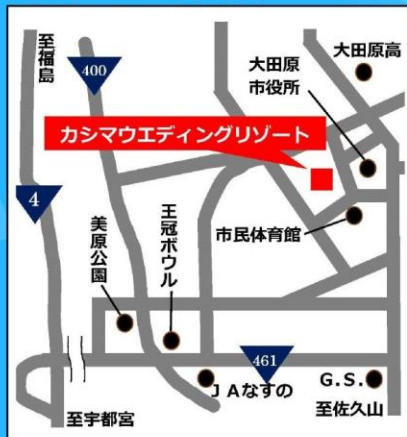 至福島
400
大田原高
大田原
市役所
カシマウエディングリゾート
4
美原公園
王冠ボウル
市民体育館
461
JAなすの
G.S.
至宇都宮
至佐久山